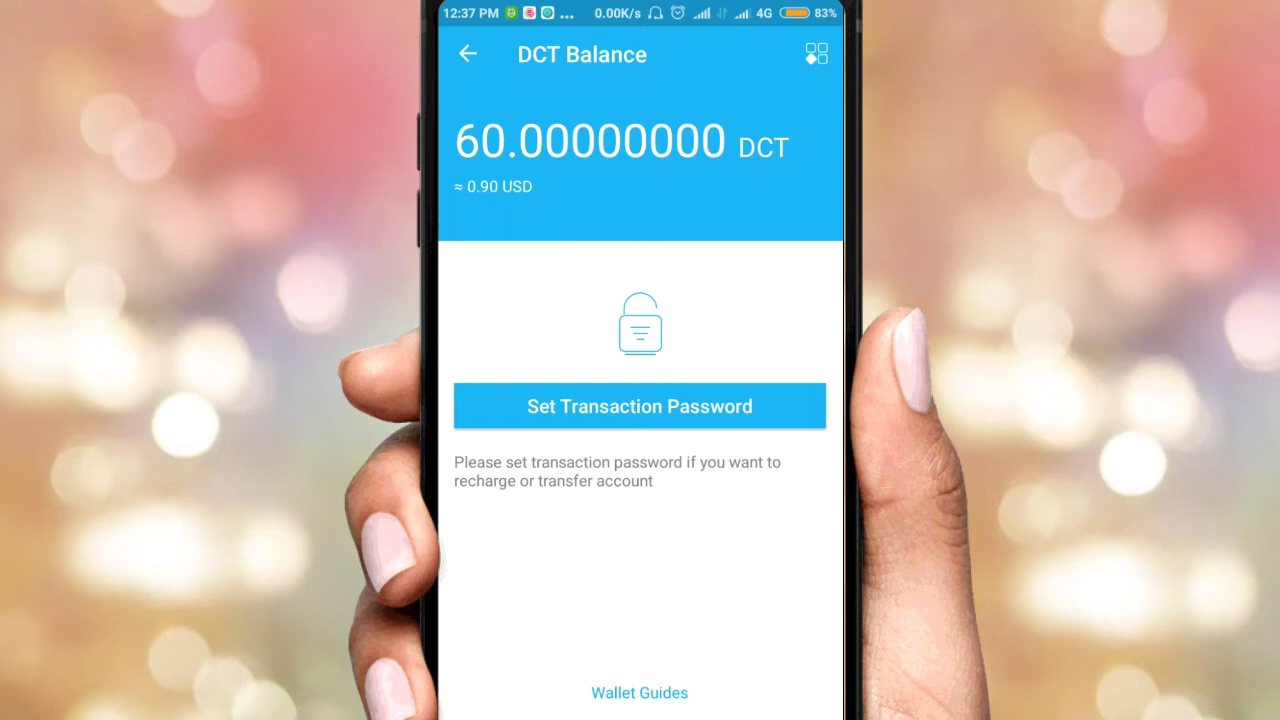 12:37 PM ... 0.00K/s 4G 83%
DCT Balance
60.00000000 DCT
≈ 0.90 USD
Set Transaction Password
Please set transaction password if you want to
recharge or transfer account
Wallet Guides